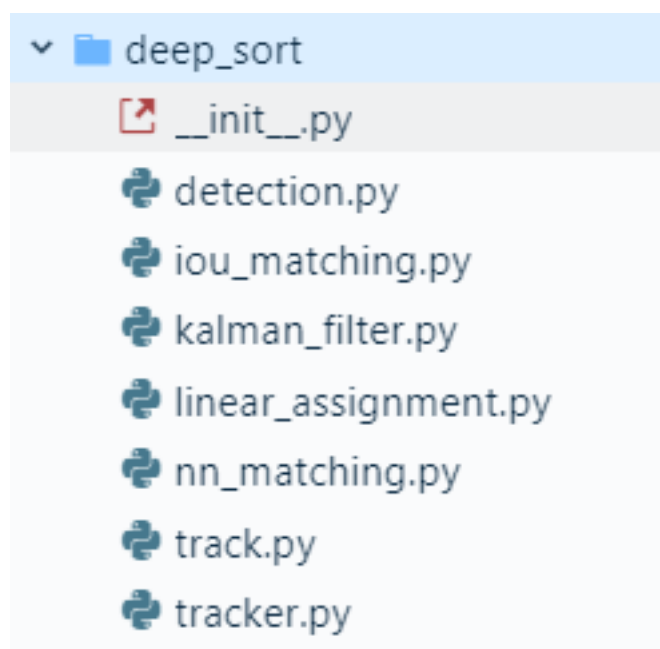 deep_sort
__init__.py
detection.py
iou_matching.py
kalman_filter.py
linear_assignment.py
nn_matching.py
track.py
tracker.py